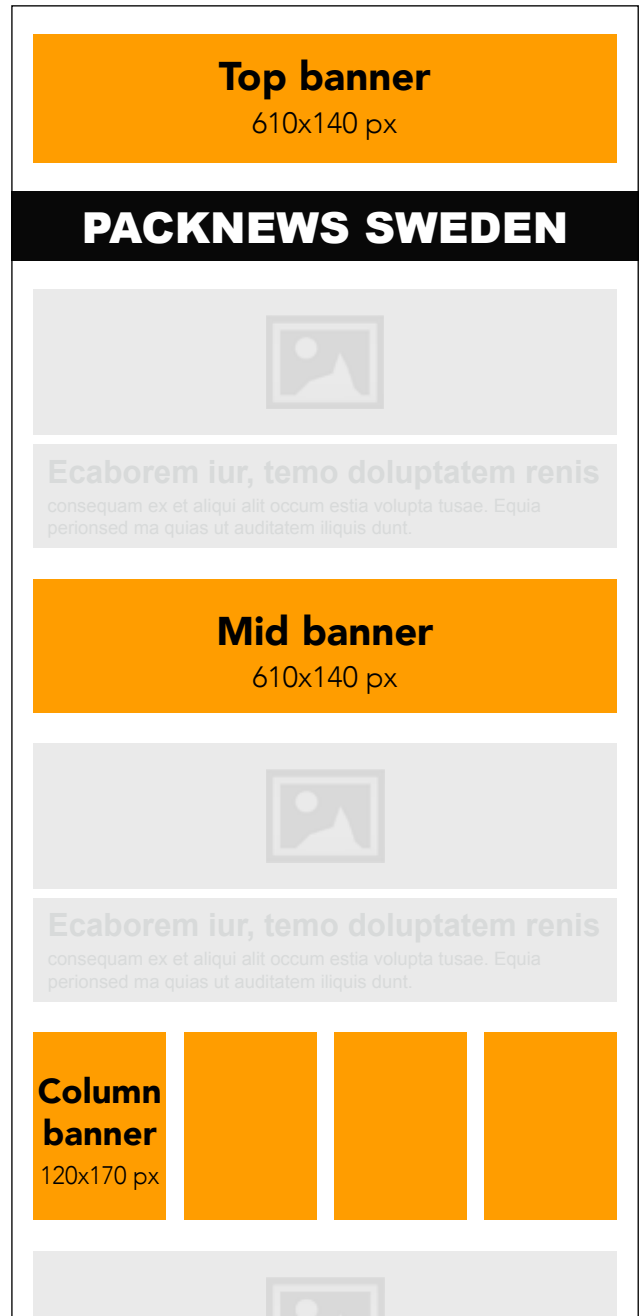 Top banner
610x140 px
PACKNEWS SWEDEN
Ecaborem iur, temo doluptatem renis
consequam ex et aliqui alit occum estia volupta tusae. Equia
perionsed ma quias ut auditatem iliquis dunt.
Mid banner
610x140 px
Ecaborem iur, temo doluptatem renis
consequam ex et aliqui alit occum estia volupta tusae. Equia
perionsed ma quias ut auditatem iliquis dunt.
Column
banner
120x170 px